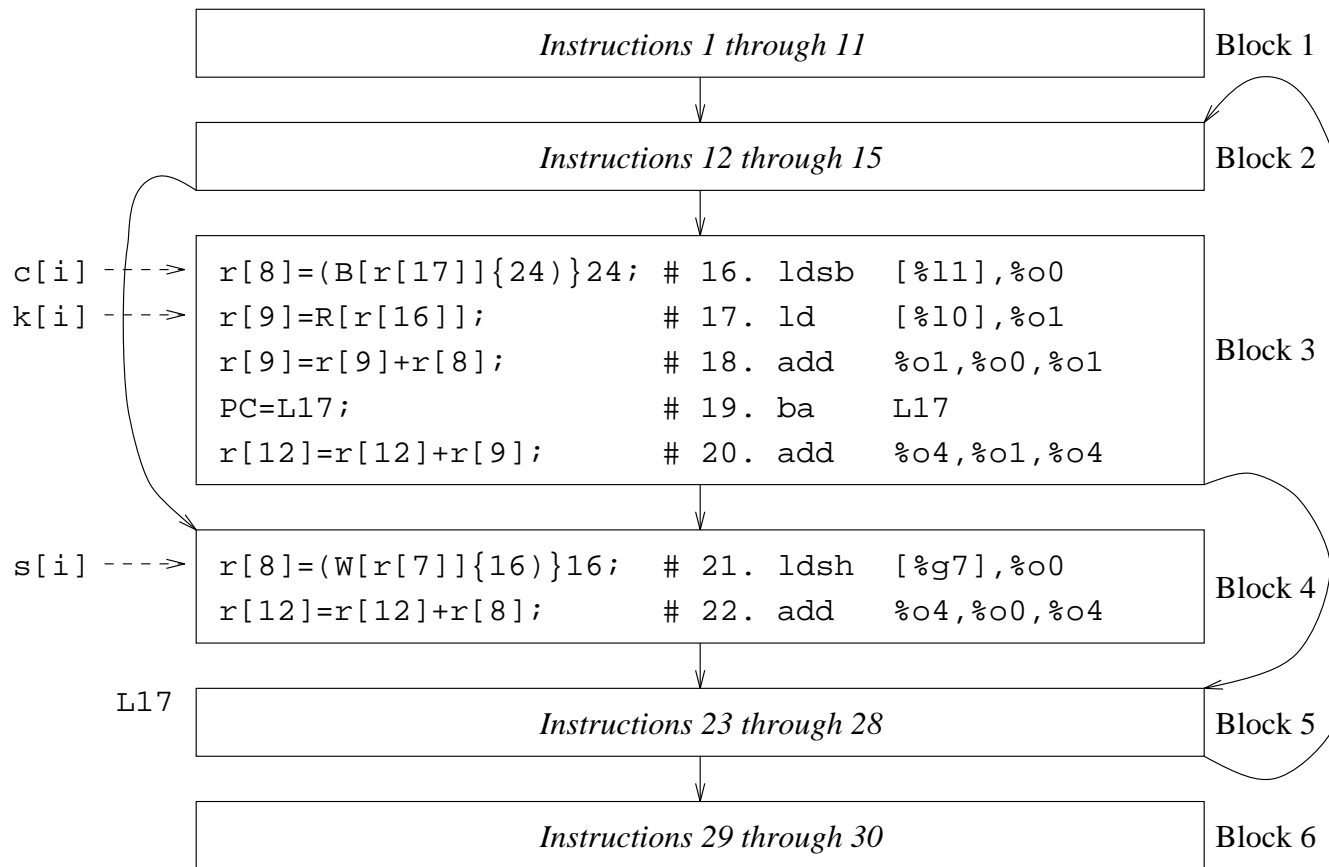 Instructions 1 through 11 Block 1
Instructions 12 through 15 Block 2
c[i] r[8]=(B[r[17]]{24)}24; # 16. ldsb [%l1],%o0
k[i] r[9]=R[r[16]]; # 17. ld [%l0],%o1
r[9]=r[9]+r[8]; # 18. add %o1,%o0,%o1
Block 3
PC=L17; # 19. ba L17
r[12]=r[12]+r[9]; # 20. add %o4,%o1,%o4
s[i] r[8]=(W[r[7]]{16)}16; # 21. ldsh [%g7],%o0
Block 4
r[12]=r[12]+r[8]; # 22. add %o4,%o0,%o4
L17
Instructions 23 through 28 Block 5
Instructions 29 through 30 Block 6